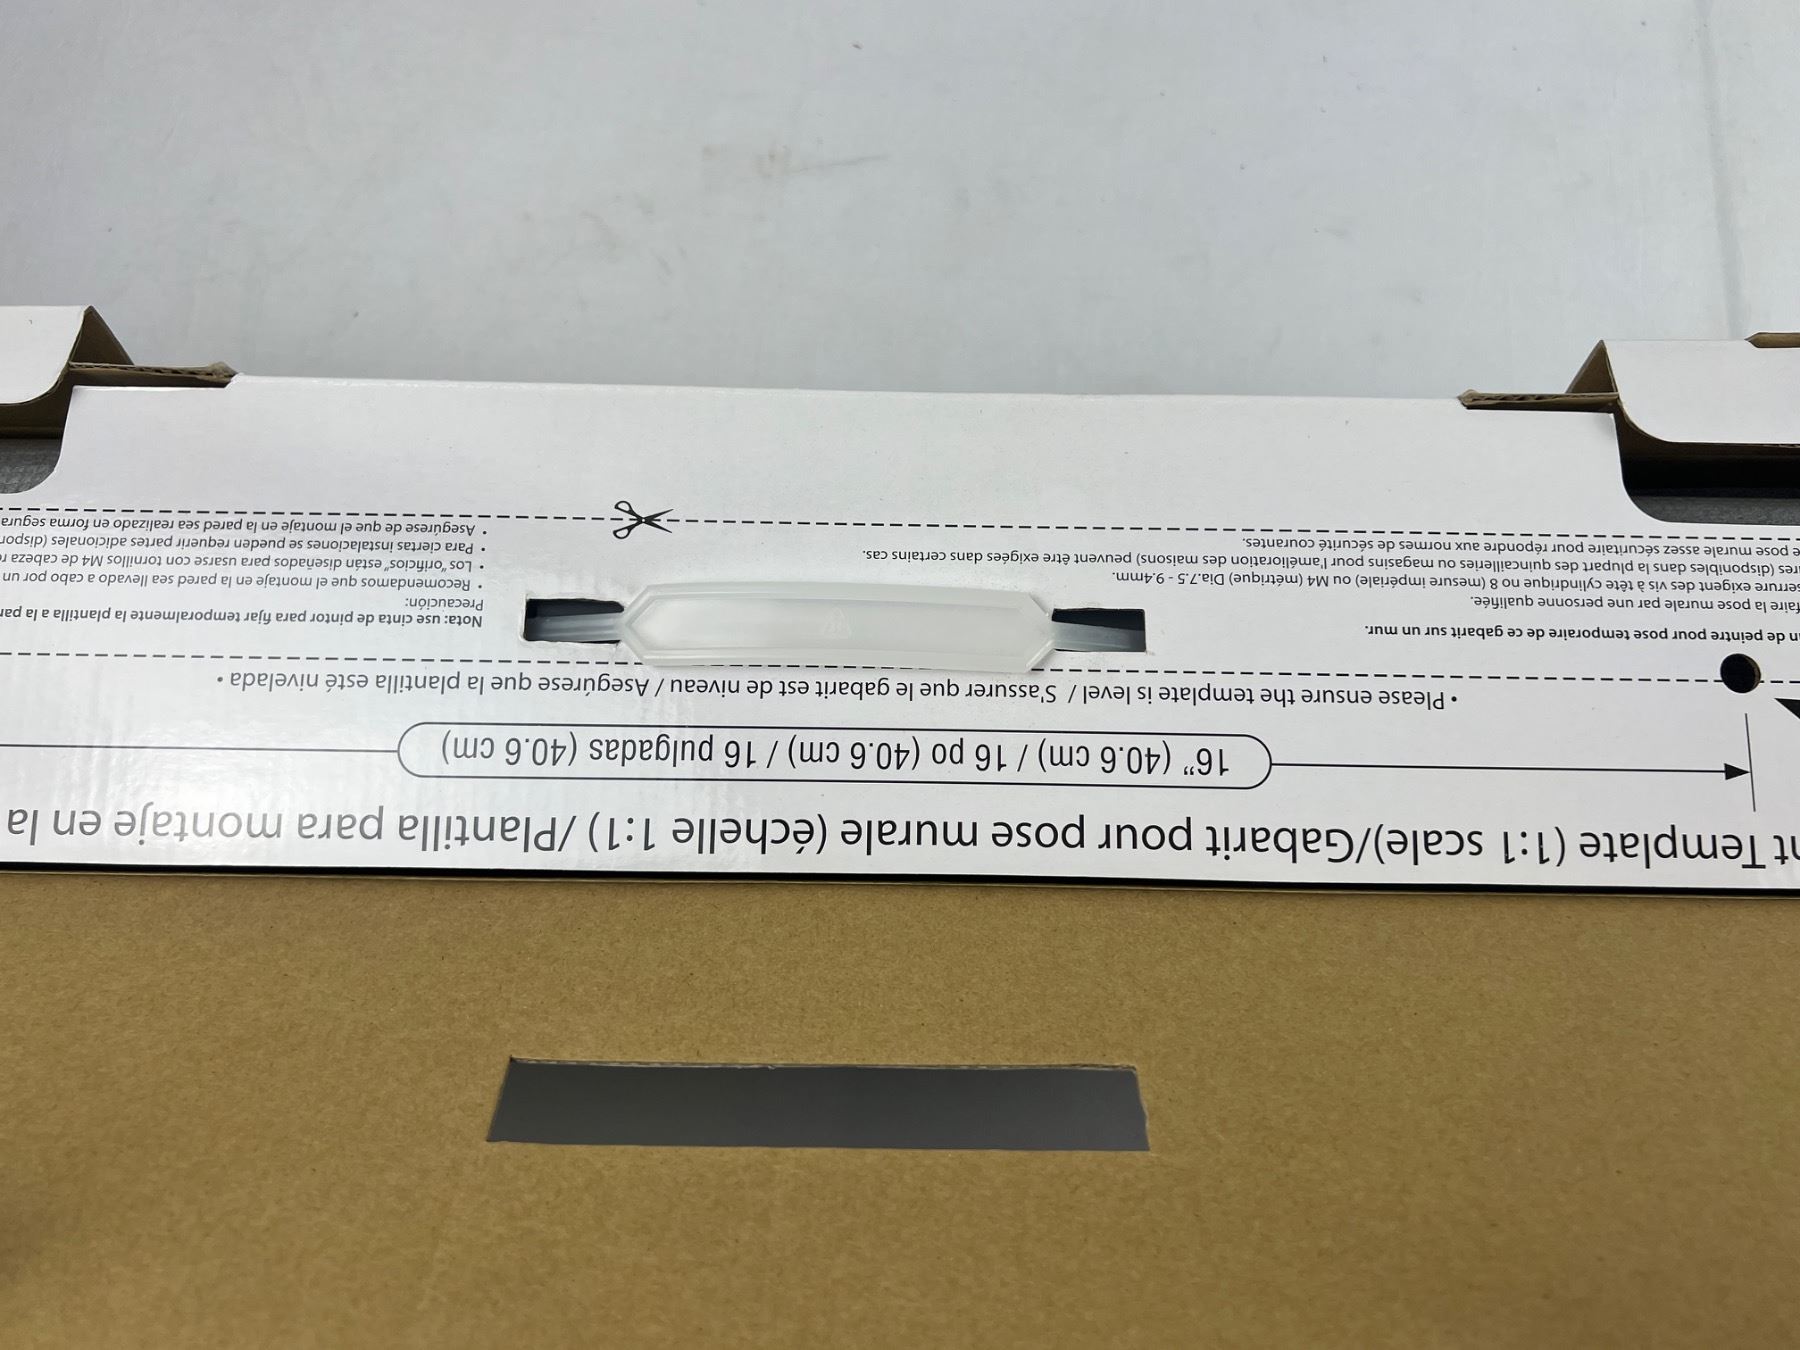 nt Template (1:1 scale)/Gabarit pour pose murale (échelle 1:1) /Plantilla para montaje en la
16” (40.6 cm) / 16 po (40.6 cm) / 16 pulgadas (40.6 cm)
• Please ensure the template is level / S'assurer que le gabarit est de niveau / Asegúrese que la plantilla esté nivelada •
n de peintre pour pose temporaire de ce gabarit sur un mur.
faire la pose murale par une personne qualifiée.
serrure exigent des vis à tête cylindrique no 8 (mesure impériale) ou M4 (métrique) Dia.7.5 - 9.4mm.
res (disponibles dans la plupart des quincailleries ou magasins pour l'amélioration des maisons) peuvent être exigées dans certains cas.
e pose murale assez sécuritaire pour répondre aux normes de sécurité courantes.
Nota: use cinta de pintor para fijar temporalmente la plantilla a la par
Precaución:
• Recomendamos que el montaje en la pared sea llevado a cabo por un
• Los “orificios” están diseñados para usarse con tornillos M4 de cabeza r
• Para ciertas instalaciones se pueden requerir partes adicionales (dispon
• Asegúrese de que el montaje en la pared sea realizado en forma segura